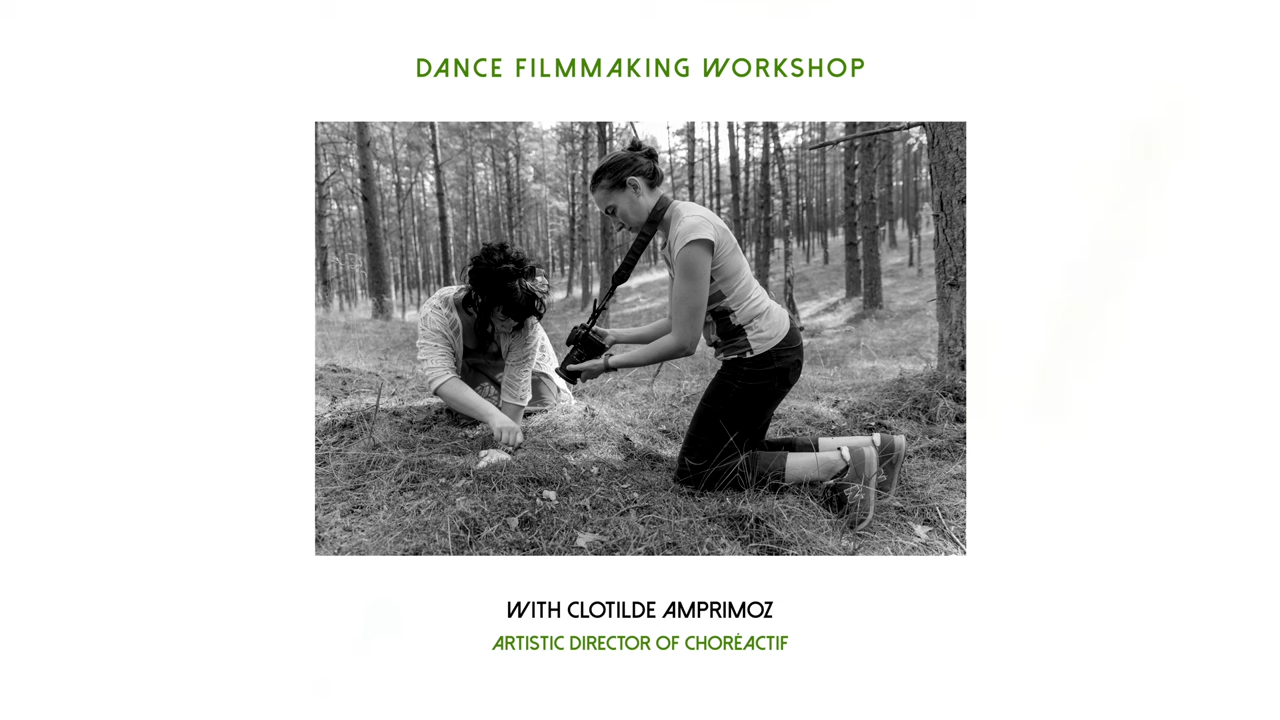 DANCE FILMMAKING WORKSHOP
WITH CLOTILDE AMPRIMOZ
ARTISTIC DIRECTOR OF CHORÉACTIF